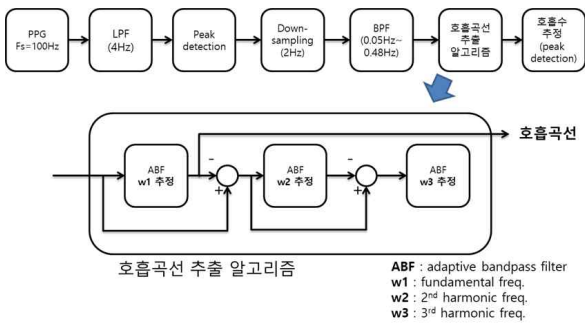 PPG
Fs=100Hz
LPF
(4Hz)
Peak
detection
Down-
sampling
(2Hz)
BPF
(0.05Hz~
0.48Hz)
호흡곡선
추출
알고리즘
호흡수
추정
(peak
detection)
호흡곡선
ABF
w1 추정
-
+
ABF
w2 추정
-
+
ABF
w3 추정
호흡곡선 추출 알고리즘
ABF : adaptive bandpass filter
w1 : fundamental freq.
w2 : 2nd harmonic freq.
w3 : 3rd harmonic freq.